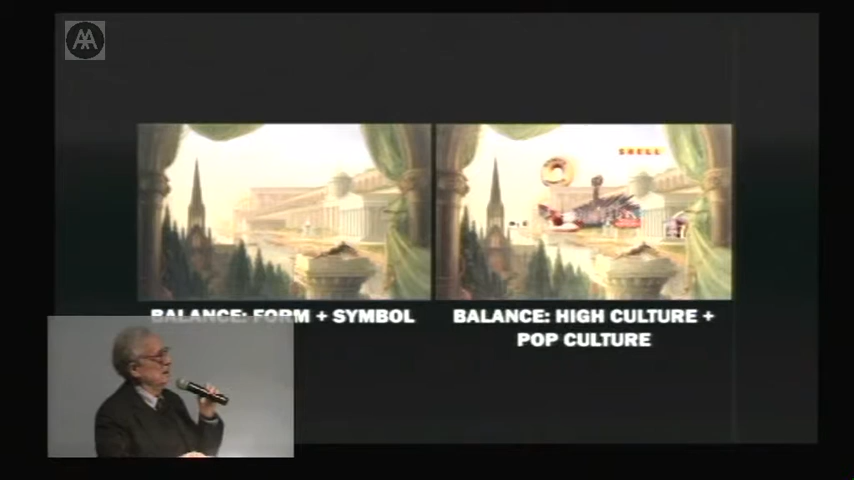 AA
SHELL
BALANCE: FORM + SYMBOL
BALANCE: HIGH CULTURE +
POP CULTURE